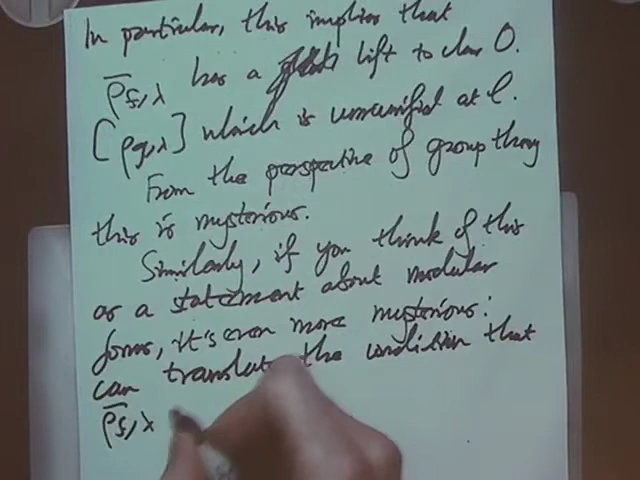 In particular, this implies that
ρ̄f,λ has a lift to char 0.
[ρg,λ] which is unramified at ℓ.
From the perspective of group theory
this is mysterious.
Similarly, if you think of this
as a statement about modular
forms, it's even more mysterious:
can translate the condition that
ρ̄f,λ